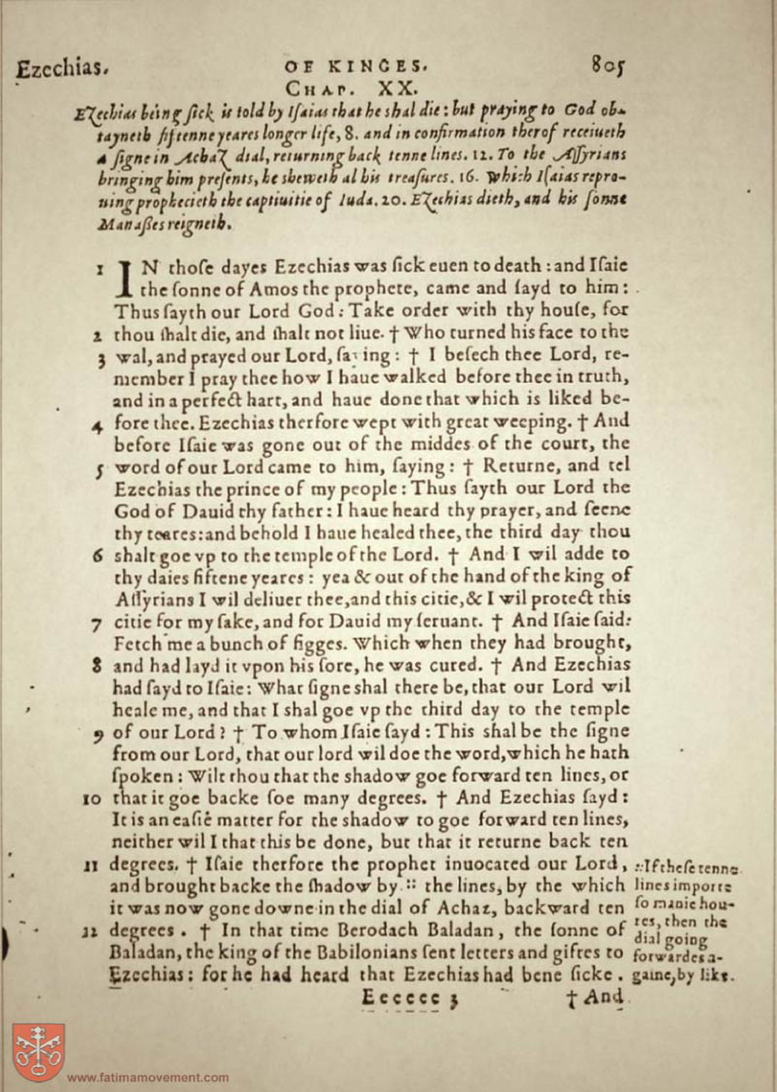 Ezechias.
OF KINGES.
805
CHAP. XX.
EZechias being ſick is told by Iſaias that he shal die: but praying to God ob-
tayneth fiftenne yeares longer life, 8. and in confirmation therof receiueth
a ſigne in Achaz dial, returning back tenne lines. 12. To the Aſſyrians
bringing him preſents, he sheweth al his treaſures. 16. Which Iſaias repro-
uing prophecieth the captiuitie of Iuda. 20. EZechias dieth, and his ſonne
Manaſſes reigneth.
1 IN thoſe dayes Ezechias was ſick euen to death: and Iſaie
the ſonne of Amos the prophete, came and ſayd to him:
Thus ſayth our Lord God: Take order with thy houſe, for
2 thou ſhalt die, and ſhalt not liue. † Who turned his face to the
3 wal, and prayed our Lord, ſaying: † I beſech thee Lord, re-
member I pray thee how I haue walked before thee in truth,
and in a perfect hart, and haue done that which is liked be-
4 fore thee. Ezechias therfore wept with great weeping. † And
before Iſaie was gone out of the middes of the court, the
5 word of our Lord came to him, ſaying: † Returne, and tel
Ezechias the prince of my people: Thus ſayth our Lord the
God of Dauid thy father: I haue heard thy prayer, and ſeene
thy teares: and behold I haue healed thee, the third day thou
6 shalt goe vp to the temple of the Lord. † And I wil adde to
thy daies fiftene yeares: yea & out of the hand of the king of
Aſſyrians I wil deliuer thee, and this citie, & I wil protect this
7 citie for my ſake, and for Dauid my ſeruant. † And Iſaie ſaid:
Fetch me a bunch of figges. Which when they had brought,
8 and had layd it vpon his ſore, he was cured. † And Ezechias
had ſayd to Iſaie: What ſigne shal there be, that our Lord wil
heale me, and that I shal goe vp the third day to the temple
9 of our Lord? † To whom Iſaie ſayd: This shal be the ſigne
from our Lord, that our lord wil doe the word, which he hath
ſpoken: Wilt thou that the shadow goe forward ten lines, or
10 that it goe backe ſoe many degrees. † And Ezechias ſayd:
It is an eaſie matter for the shadow to goe forward ten lines,
neither wil I that this be done, but that it returne back ten
11 degrees. † Iſaie therfore the prophet inuocated our Lord,
and brought backe the ſhadow by :: the lines, by the which
it was now gone downe in the dial of Achaz, backward ten
12 degrees. † In that time Berodach Baladan, the ſonne of
Baladan, the king of the Babilonians ſent letters and giftes to
Ezechias: for he had heard that Ezechias had bene ſicke.
:: If theſe tenne
lines importe
ſo manie hou-
res, then the
dial going
forwardes a-
gaine, by like.
Eeeeee 3
† And
www.fatimamovement.com